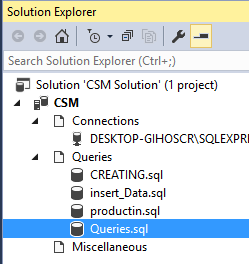 Solution Explorer
Search Solution Explorer (Ctrl+;)
Solution 'CSM Solution' (1 project)
CSM
Connections
DESKTOP-GIHOSCR\SQLEXPRE
Queries
CREATING.sql
insert_Data.sql
productin.sql
Queries.sql
Miscellaneous